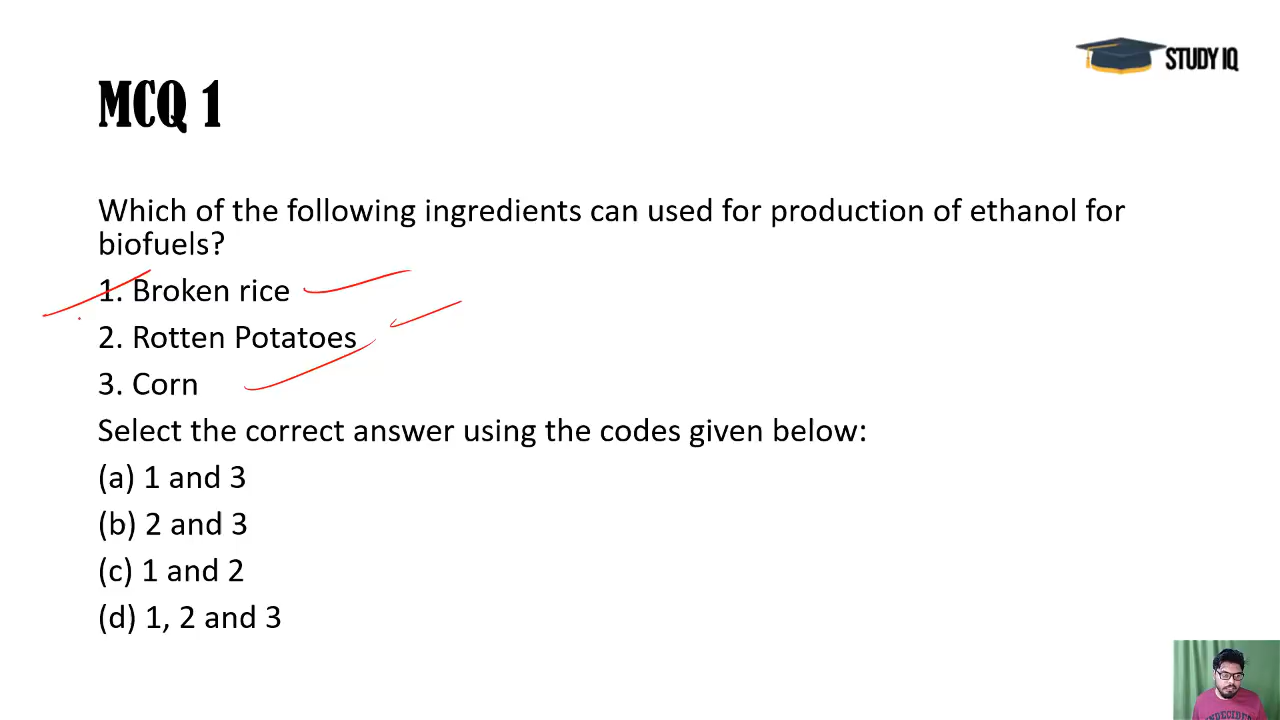 STUDY IQ
MCQ 1
Which of the following ingredients can used for production of ethanol for
biofuels?
1. Broken rice
2. Rotten Potatoes
3. Corn
Select the correct answer using the codes given below:
(a) 1 and 3
(b) 2 and 3
(c) 1 and 2
(d) 1, 2 and 3